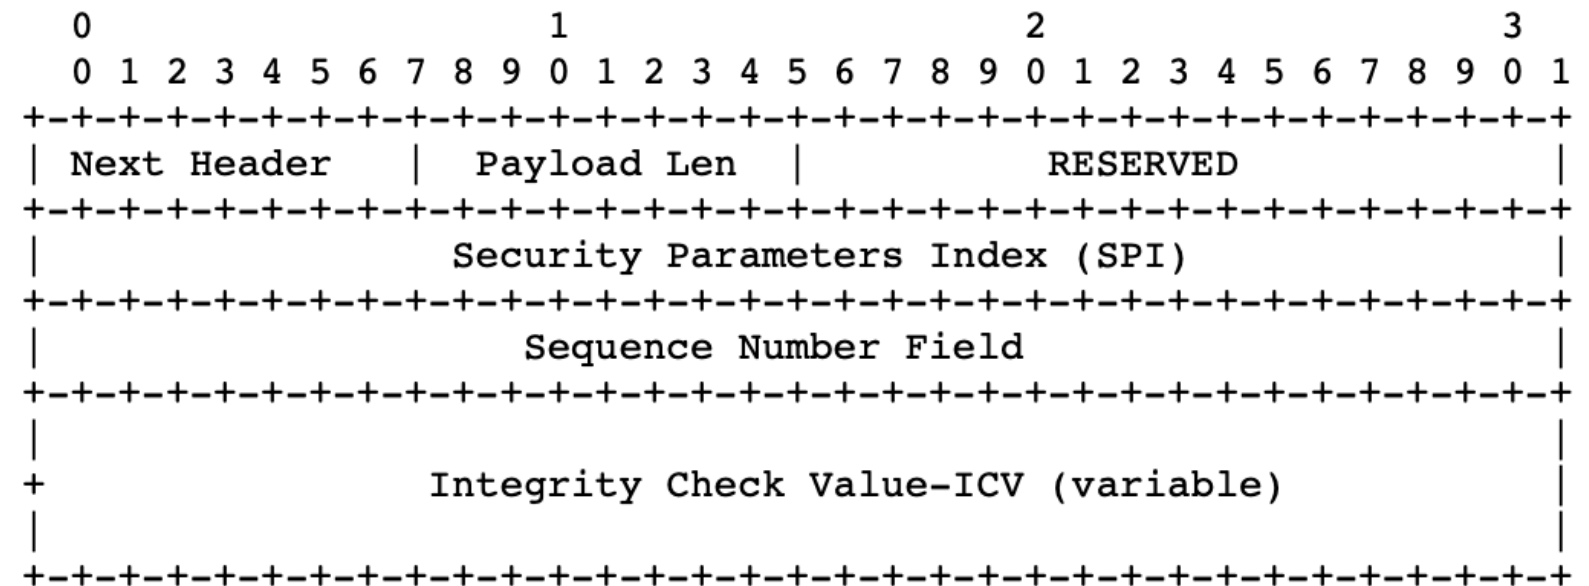 0                   1                   2                   3
0 1 2 3 4 5 6 7 8 9 0 1 2 3 4 5 6 7 8 9 0 1 2 3 4 5 6 7 8 9 0 1
+-+-+-+-+-+-+-+-+-+-+-+-+-+-+-+-+-+-+-+-+-+-+-+-+-+-+-+-+-+-+-+-+
| Next Header   |  Payload Len  |          RESERVED             |
+-+-+-+-+-+-+-+-+-+-+-+-+-+-+-+-+-+-+-+-+-+-+-+-+-+-+-+-+-+-+-+-+
|                 Security Parameters Index (SPI)               |
+-+-+-+-+-+-+-+-+-+-+-+-+-+-+-+-+-+-+-+-+-+-+-+-+-+-+-+-+-+-+-+-+
|                    Sequence Number Field                      |
+-+-+-+-+-+-+-+-+-+-+-+-+-+-+-+-+-+-+-+-+-+-+-+-+-+-+-+-+-+-+-+-+
|                                                               |
+                Integrity Check Value-ICV (variable)           |
|                                                               |
+-+-+-+-+-+-+-+-+-+-+-+-+-+-+-+-+-+-+-+-+-+-+-+-+-+-+-+-+-+-+-+-+